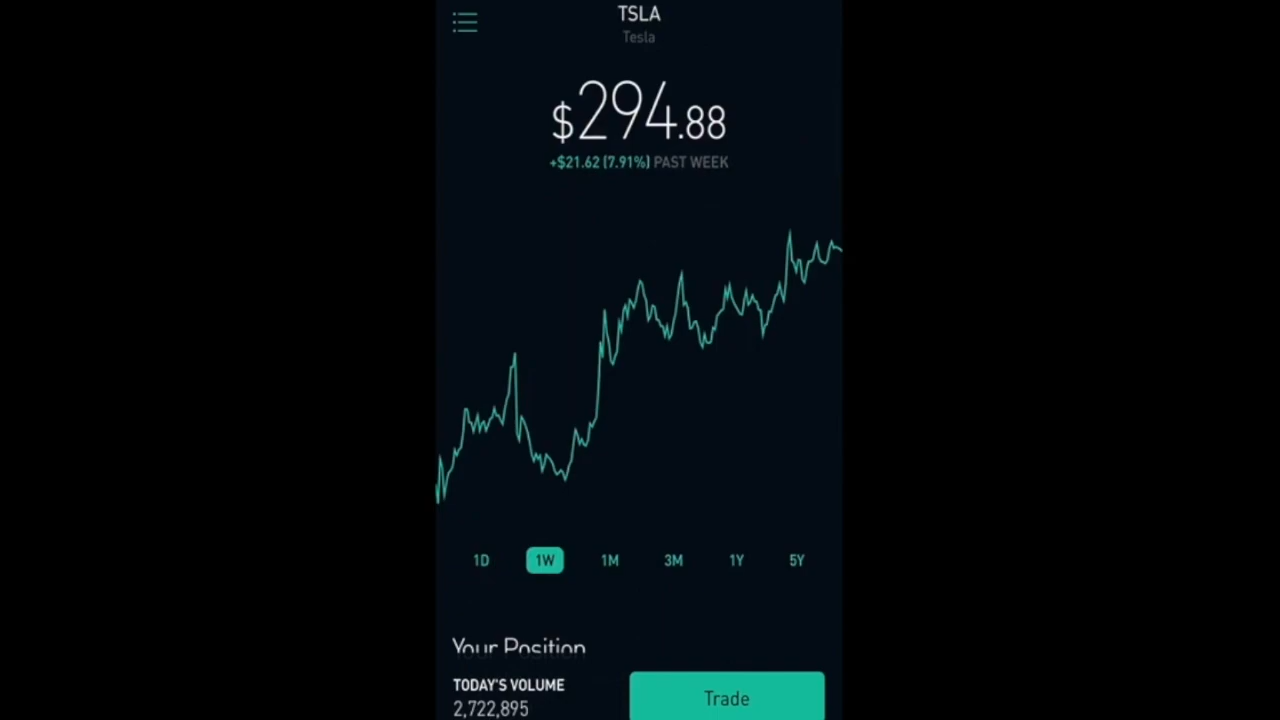 TSLA
Tesla
$294.88
+$21.62 (7.91%) PAST WEEK
1D 1W 1M 3M 1Y 5Y
Your Position
TODAY'S VOLUME
2,722,895
Trade